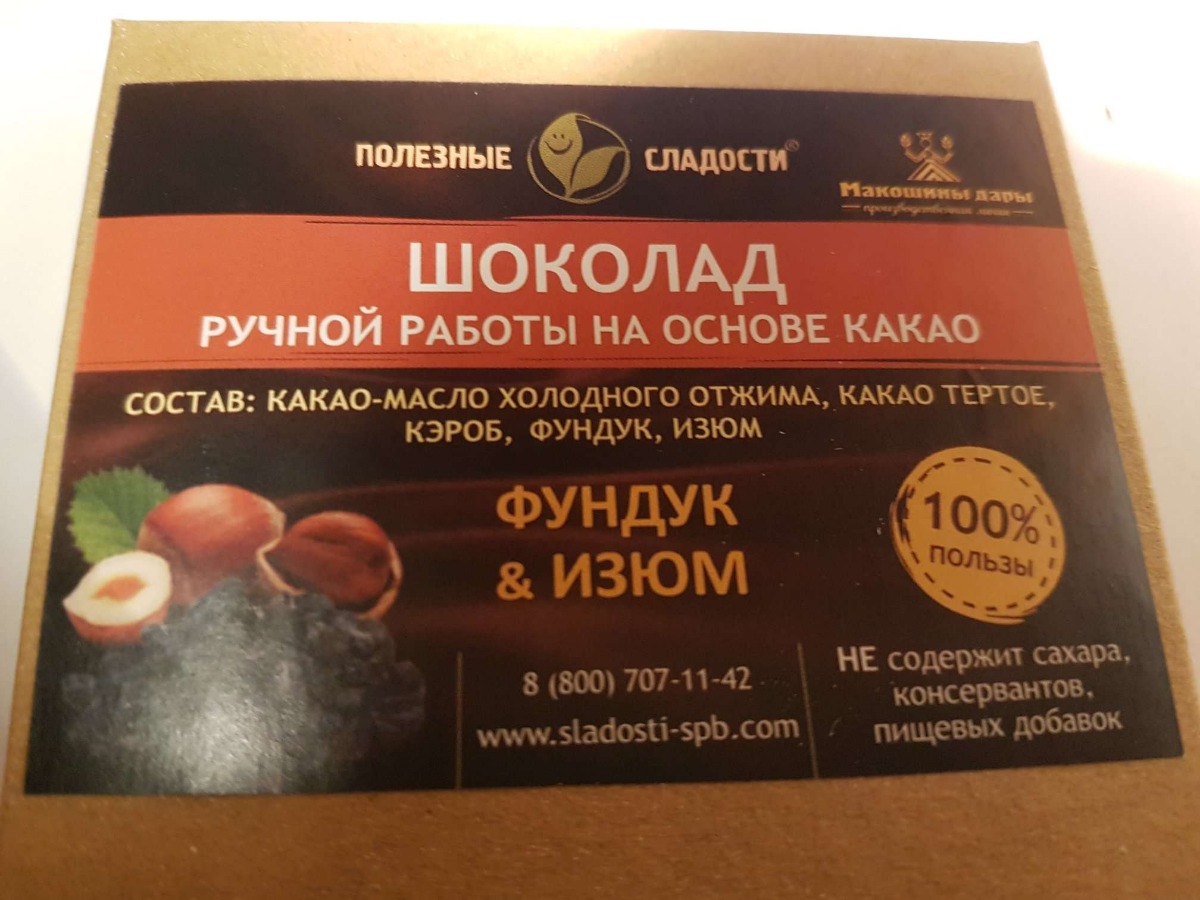 ПОЛЕЗНЫЕ СЛАДОСТИ®
Макошины дары
производственная линия
ШОКОЛАД
РУЧНОЙ РАБОТЫ НА ОСНОВЕ КАКАО
СОСТАВ: КАКАО-МАСЛО ХОЛОДНОГО ОТЖИМА, КАКАО ТЕРТОЕ,
КЭРОБ, ФУНДУК, ИЗЮМ
ФУНДУК
& ИЗЮМ
100%
ПОЛЬЗЫ
8 (800) 707-11-42
www.sladosti-spb.com
НЕ содержит сахара,
консервантов,
пищевых добавок